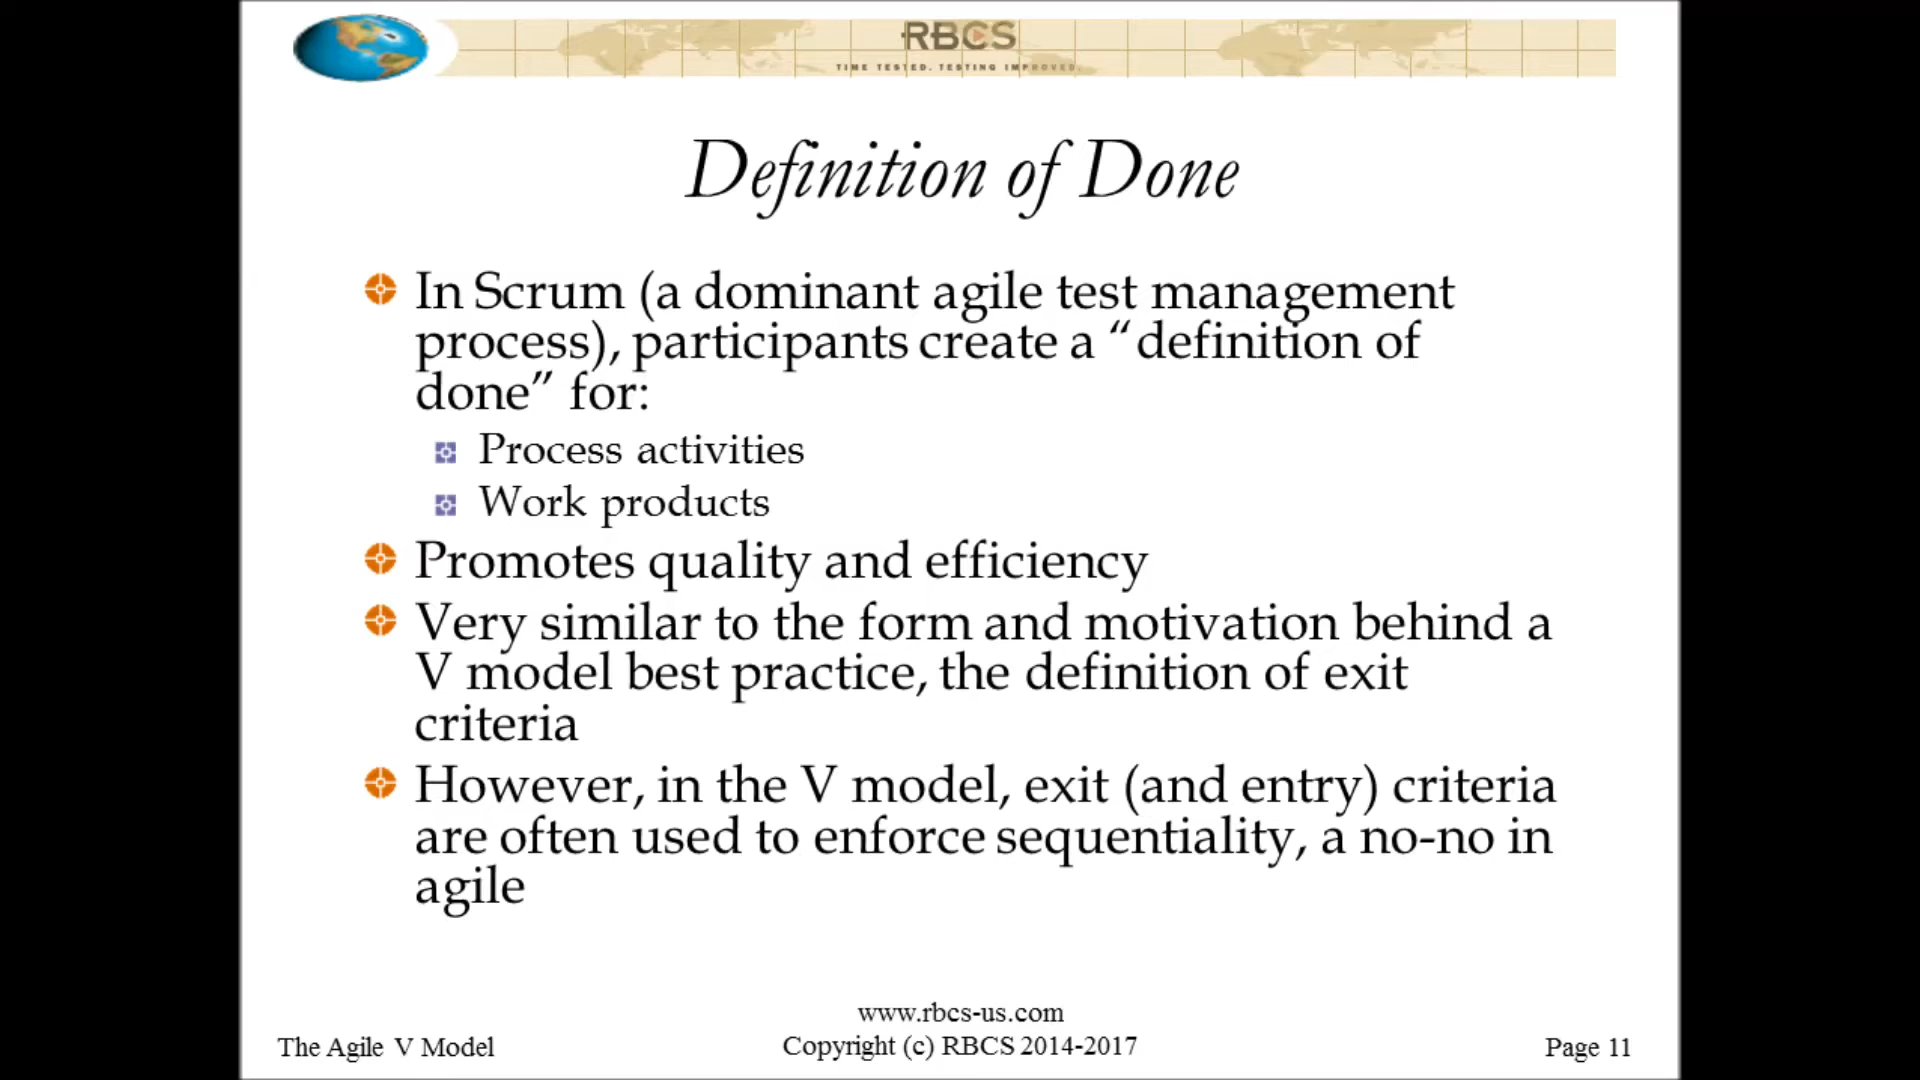 RBCS
TIME TESTED. TESTING IMPROVED.
Definition of Done
In Scrum (a dominant agile test management
process), participants create a “definition of
done” for:
Process activities
Work products
Promotes quality and efficiency
Very similar to the form and motivation behind a
V model best practice, the definition of exit
criteria
However, in the V model, exit (and entry) criteria
are often used to enforce sequentiality, a no-no in
agile
www.rbcs-us.com
The Agile V Model
Copyright (c) RBCS 2014-2017
Page 11